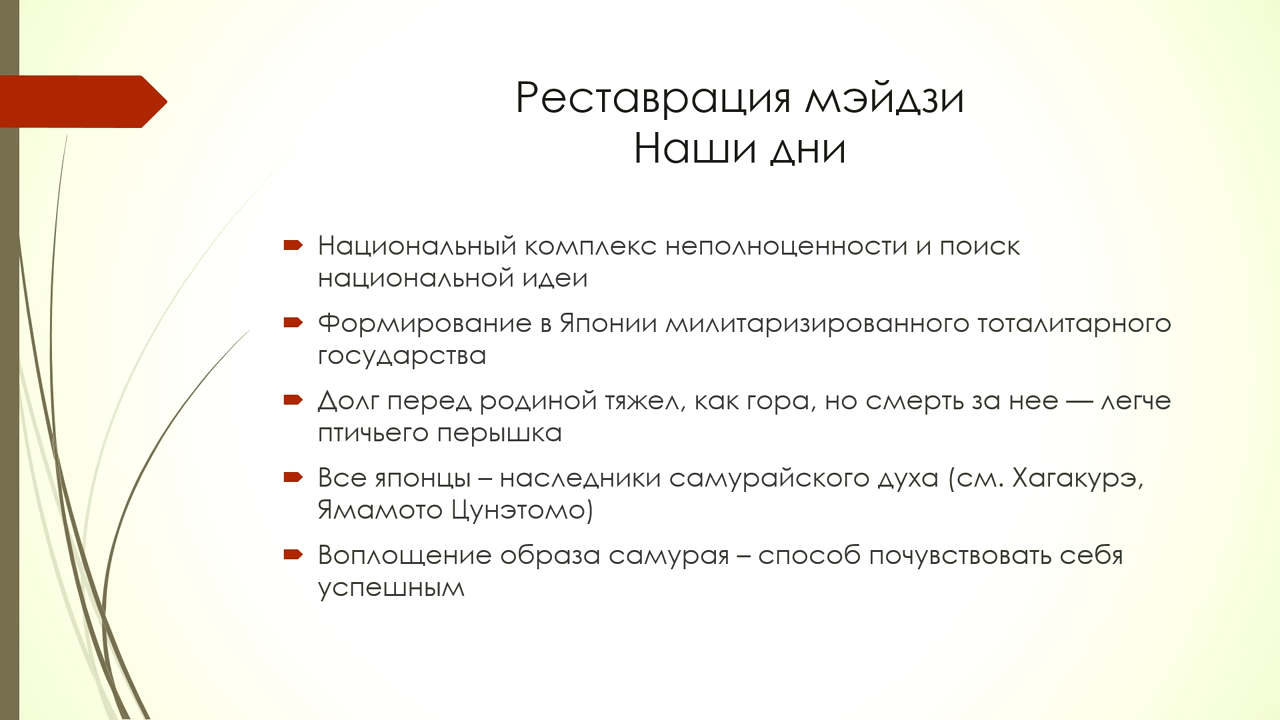 Реставрация мэйдзи
Наши дни
Национальный комплекс неполноценности и поиск
национальной идеи
Формирование в Японии милитаризированного тоталитарного
государства
Долг перед родиной тяжел, как гора, но смерть за нее — легче
птичьего перышка
Все японцы – наследники самурайского духа (см. Хагакурэ,
Ямамото Цунэтомо)
Воплощение образа самурая – способ почувствовать себя
успешным